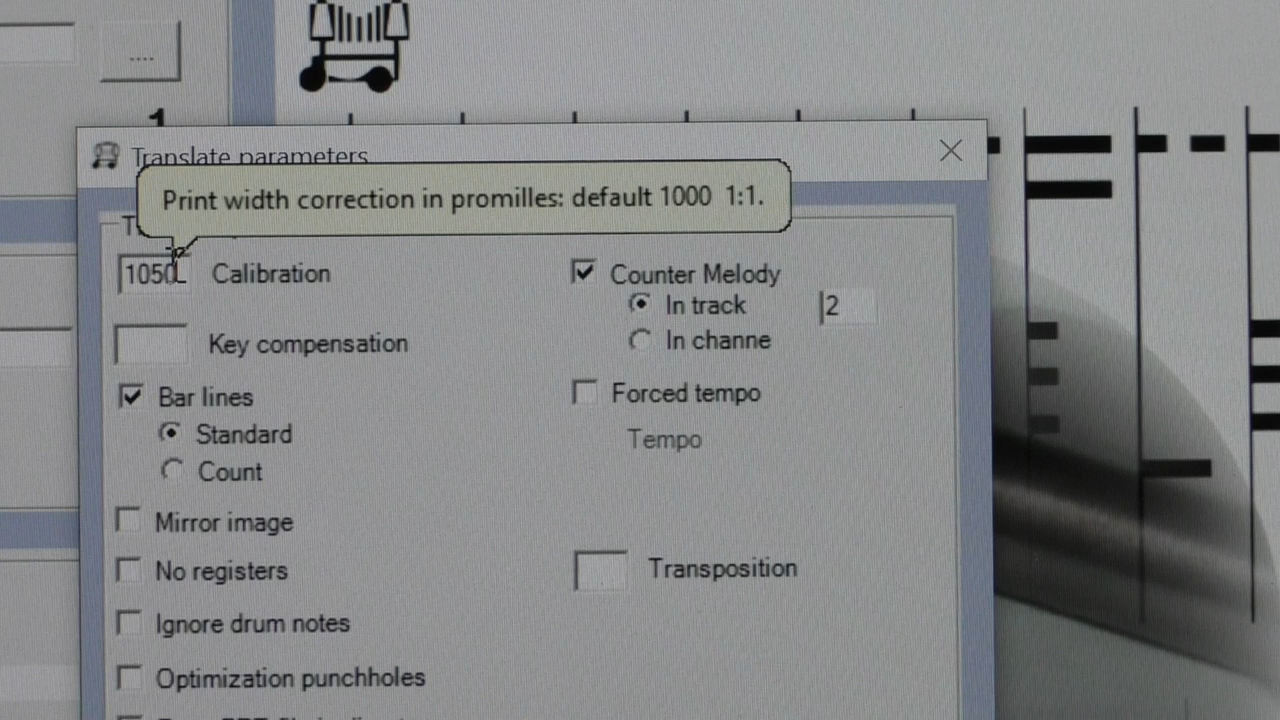 ....
1
Translate parameters
Print width correction in promilles: default 1000 1:1.
1050 Calibration
Counter Melody
In track 2
In channe
Key compensation
Bar lines
Forced tempo
Standard
Tempo
Count
Mirror image
No registers
Transposition
Ignore drum notes
Optimization punchholes